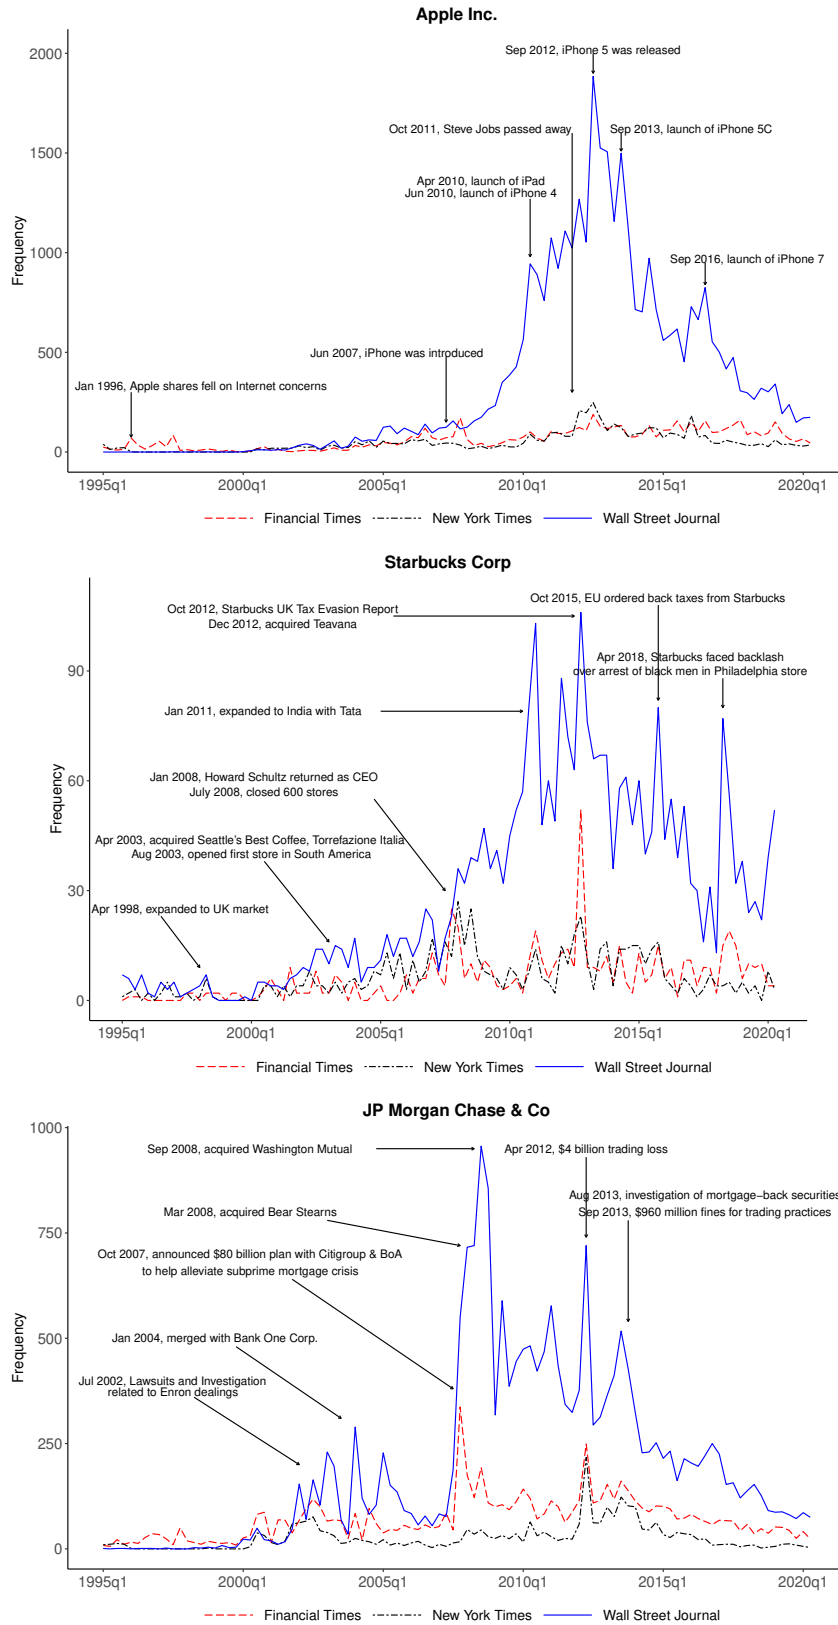 Apple Inc.
2000
1500
1000
500
0
Frequency
Sep 2012, iPhone 5 was released
Oct 2011, Steve Jobs passed away
Sep 2013, launch of iPhone 5C
Apr 2010, launch of iPad
Jun 2010, launch of iPhone 4
Sep 2016, launch of iPhone 7
Jun 2007, iPhone was introduced
Jan 1996, Apple shares fell on Internet concerns
1995q1 2000q1 2005q1 2010q1 2015q1 2020q1
Financial Times New York Times Wall Street Journal
Starbucks Corp
90
60
30
0
Frequency
Oct 2015, EU ordered back taxes from Starbucks
Oct 2012, Starbucks UK Tax Evasion Report
Dec 2012, acquired Teavana
Apr 2018, Starbucks faced backlash
over arrest of black men in Philadelphia store
Jan 2011, expanded to India with Tata
Jan 2008, Howard Schultz returned as CEO
July 2008, closed 600 stores
Apr 2003, acquired Seattle's Best Coffee, Torrefazione Italia
Aug 2003, opened first store in South America
Apr 1998, expanded to UK market
1995q1 2000q1 2005q1 2010q1 2015q1 2020q1
Financial Times New York Times Wall Street Journal
JP Morgan Chase & Co
1000
750
500
250
0
Frequency
Sep 2008, acquired Washington Mutual
Apr 2012, $4 billion trading loss
Aug 2013, investigation of mortgage−back securities
Sep 2013, $960 million fines for trading practices
Mar 2008, acquired Bear Stearns
Oct 2007, announced $80 billion plan with Citigroup & BoA
to help alleviate subprime mortgage crisis
Jan 2004, merged with Bank One Corp.
Jul 2002, Lawsuits and Investigation
related to Enron dealings
1995q1 2000q1 2005q1 2010q1 2015q1 2020q1
Financial Times New York Times Wall Street Journal